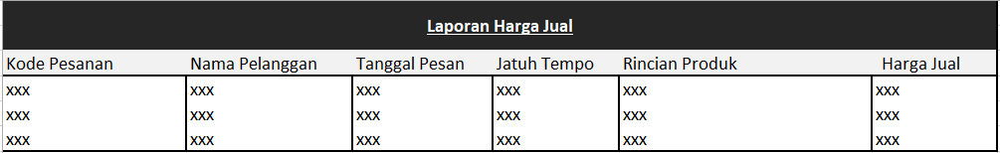 Laporan Harga Jual
Kode Pesanan Nama Pelanggan Tanggal Pesan Jatuh Tempo Rincian Produk Harga Jual
xxx xxx xxx xxx xxx xxx
xxx xxx xxx xxx xxx xxx
xxx xxx xxx xxx xxx xxx